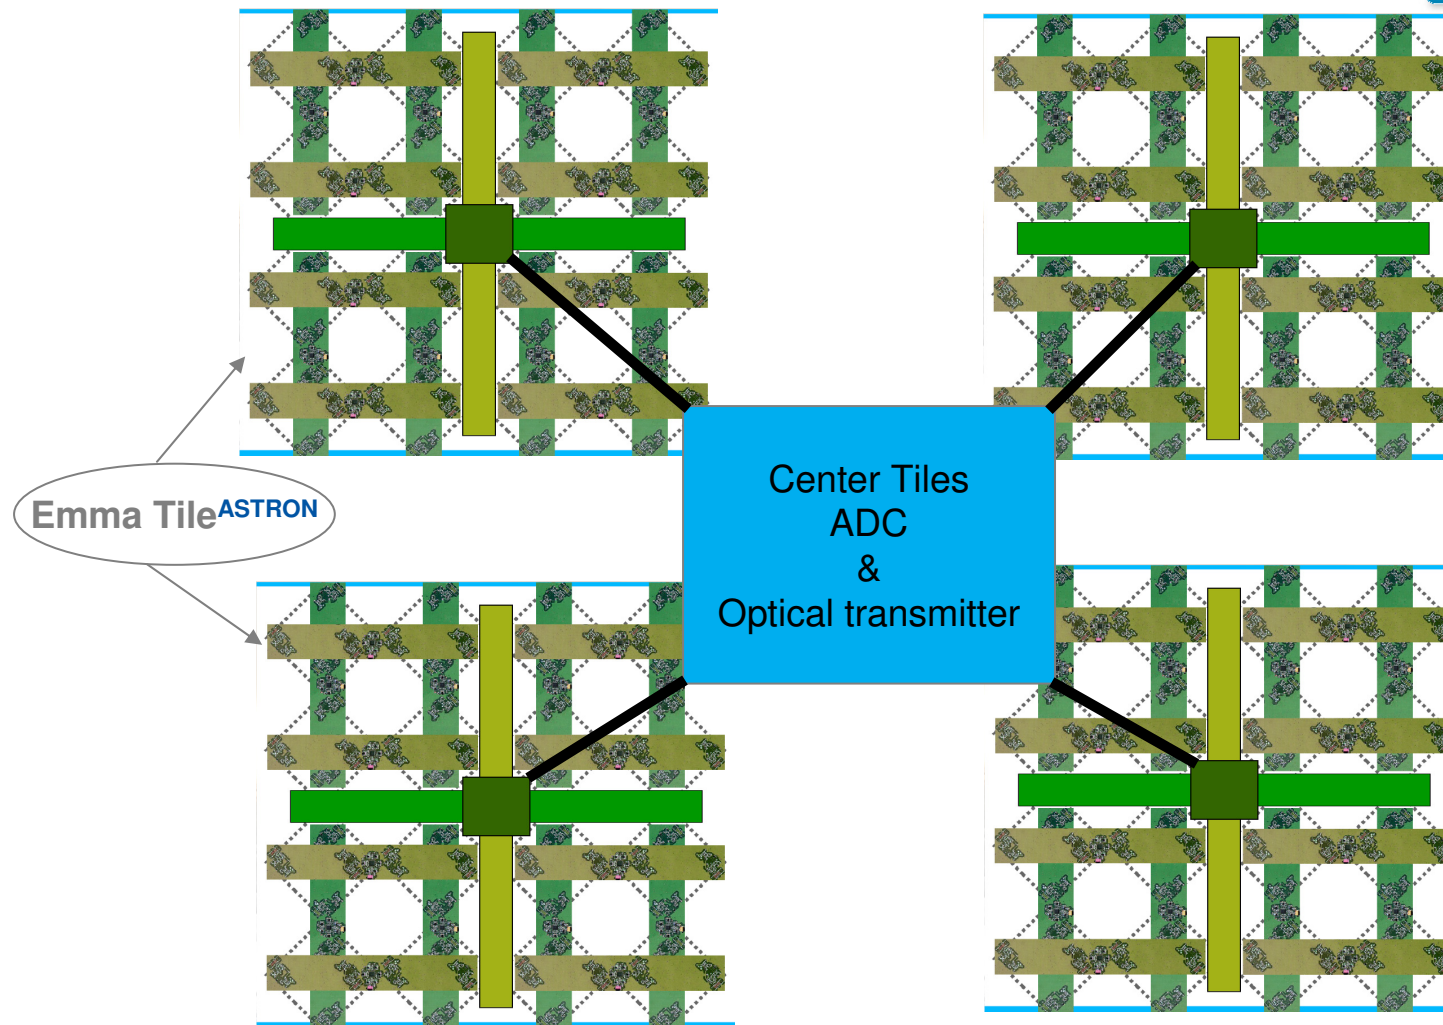 Center Tiles
ADC
&
Optical transmitter
Emma Tile ASTRON